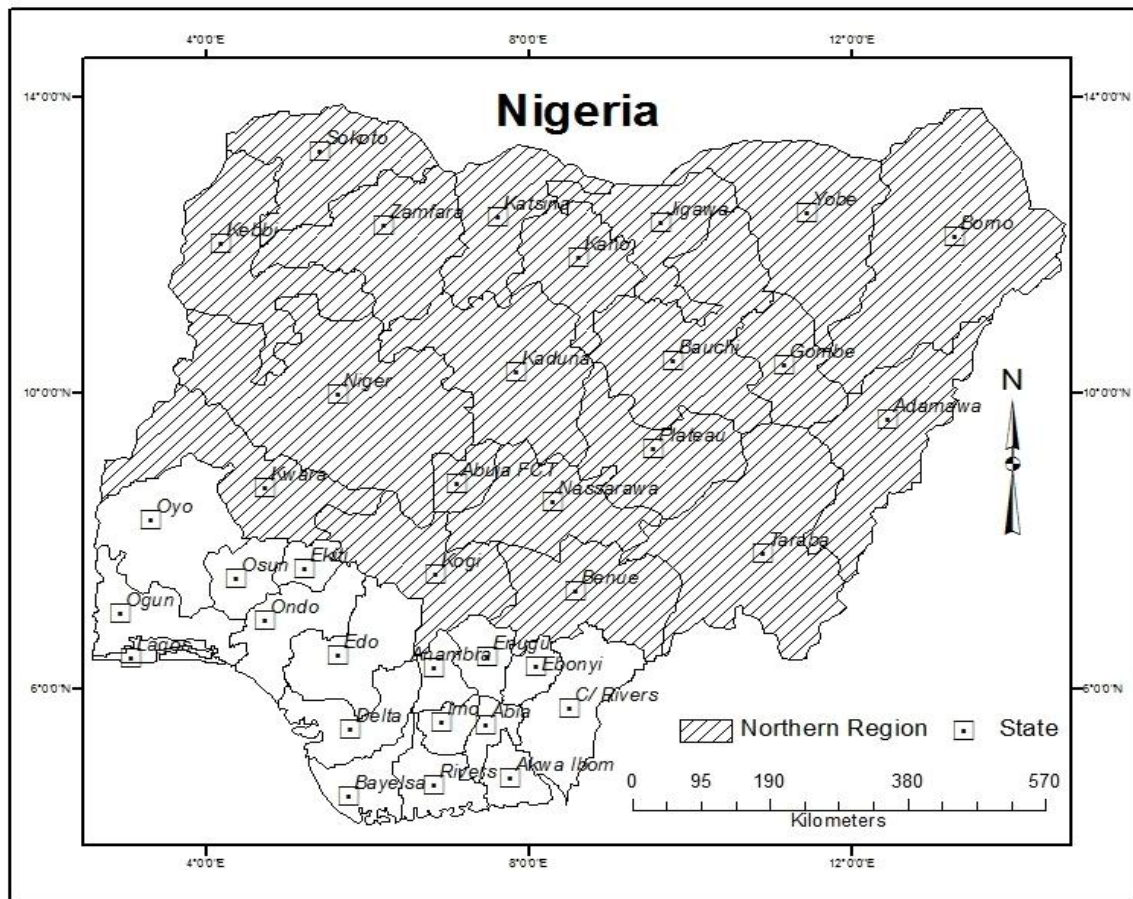 4°0'0"E 8°0'0"E 12°0'0"E
14°0'0"N 14°0'0"N
Nigeria
Sokoto
Katsina
Yobe
Zamfara
Jigawa
Borno
Kebbi
Kano
Bauchi
Gombe
Kaduna
Niger
10°0'0"N 10°0'0"N
N
Adamawa
Plateau
Kwara
Abuja FCT
Nassarawa
Oyo
Taraba
Osun
Ekiti
Kogi
Benue
Ogun
Ondo
Lagos
Edo
Anambra
Enugu
Ebonyi
6°0'0"N 6°0'0"N
C/ Rivers
Delta
Imo
Abia
Northern Region
State
Bayelsa
Rivers
Akwa Ibom
0 95 190 380 570
Kilometers
4°0'0"E 8°0'0"E 12°0'0"E